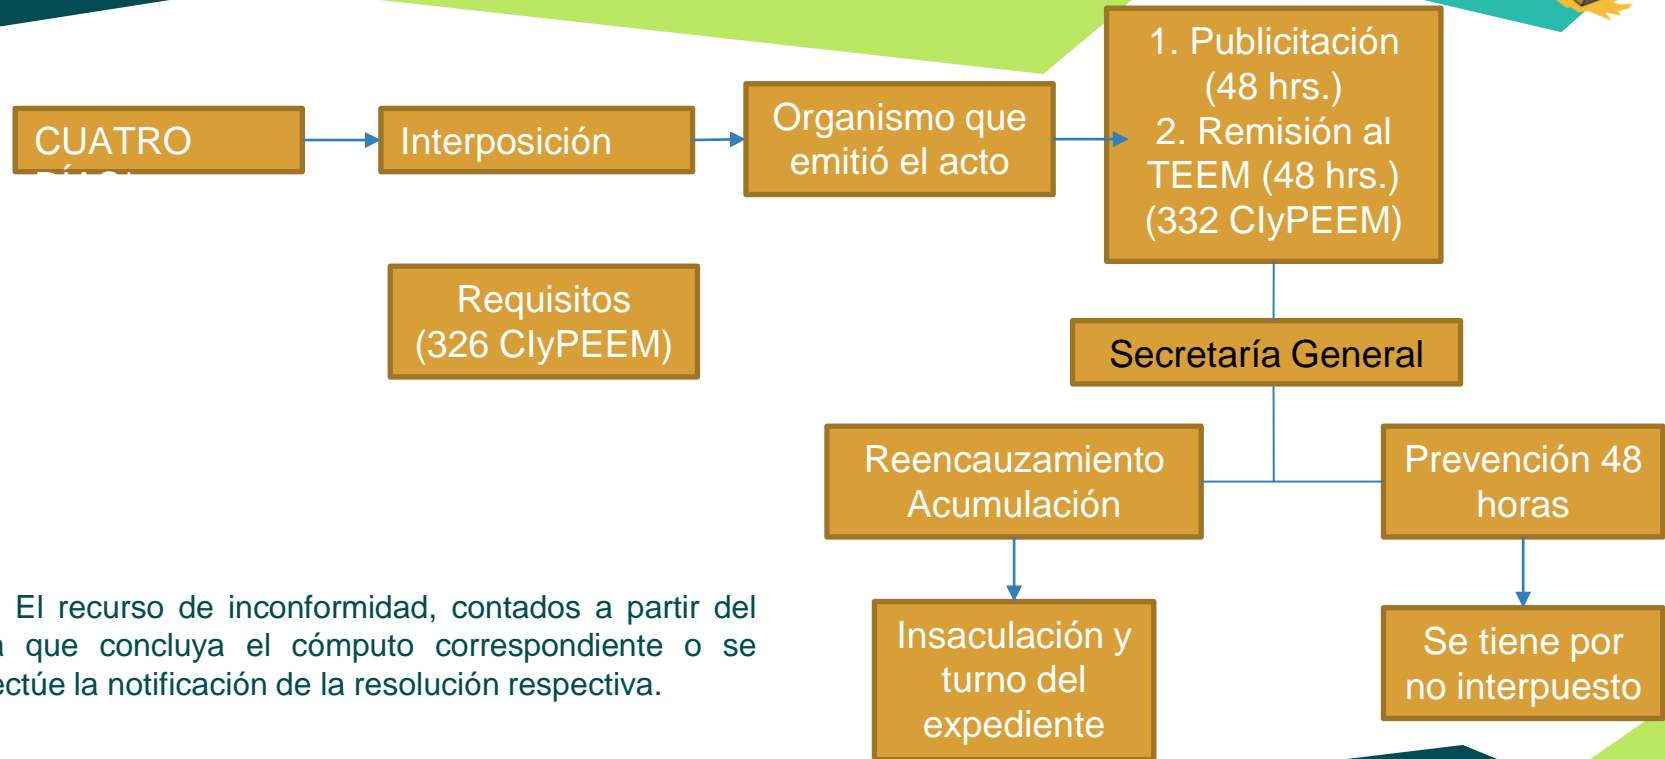 CUATRO
Interposición
Organismo que
emitió el acto
1. Publicitación
(48 hrs.)
2. Remisión al
TEEM (48 hrs.)
(332 CIyPEEM)
Requisitos
(326 CIyPEEM)
Secretaría General
Reencauzamiento
Acumulación
Prevención 48
horas
Insaculación y
turno del
expediente
Se tiene por
no interpuesto
El recurso de inconformidad, contados a partir del
que concluya el cómputo correspondiente o se
la notificación de la resolución respectiva.